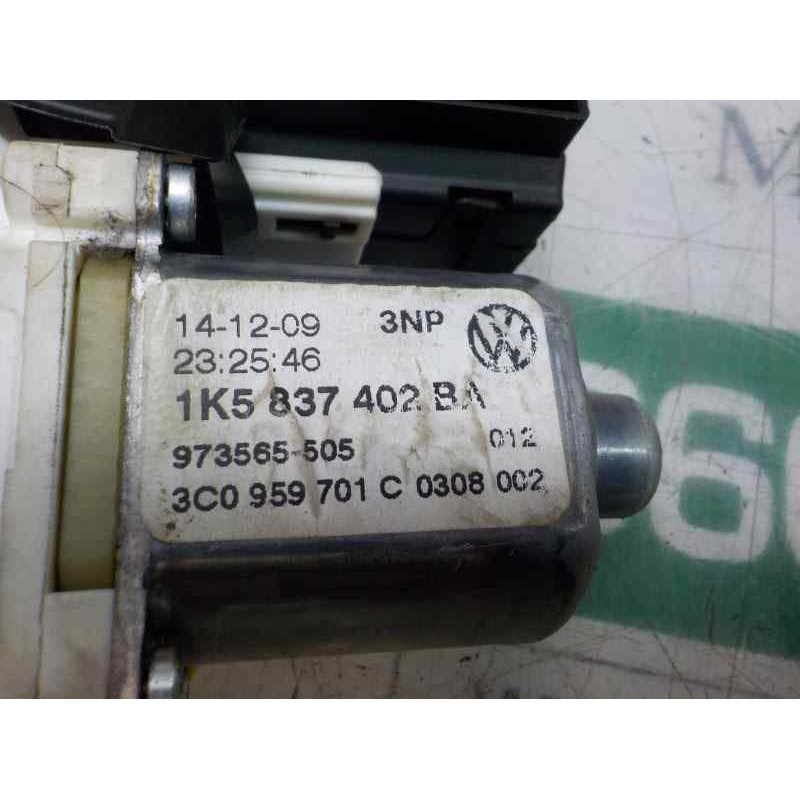 14-12-09 3NP
23:25:46
1K5 837 402 BA
973565-505 012
3C0 959 701 C 0308 002